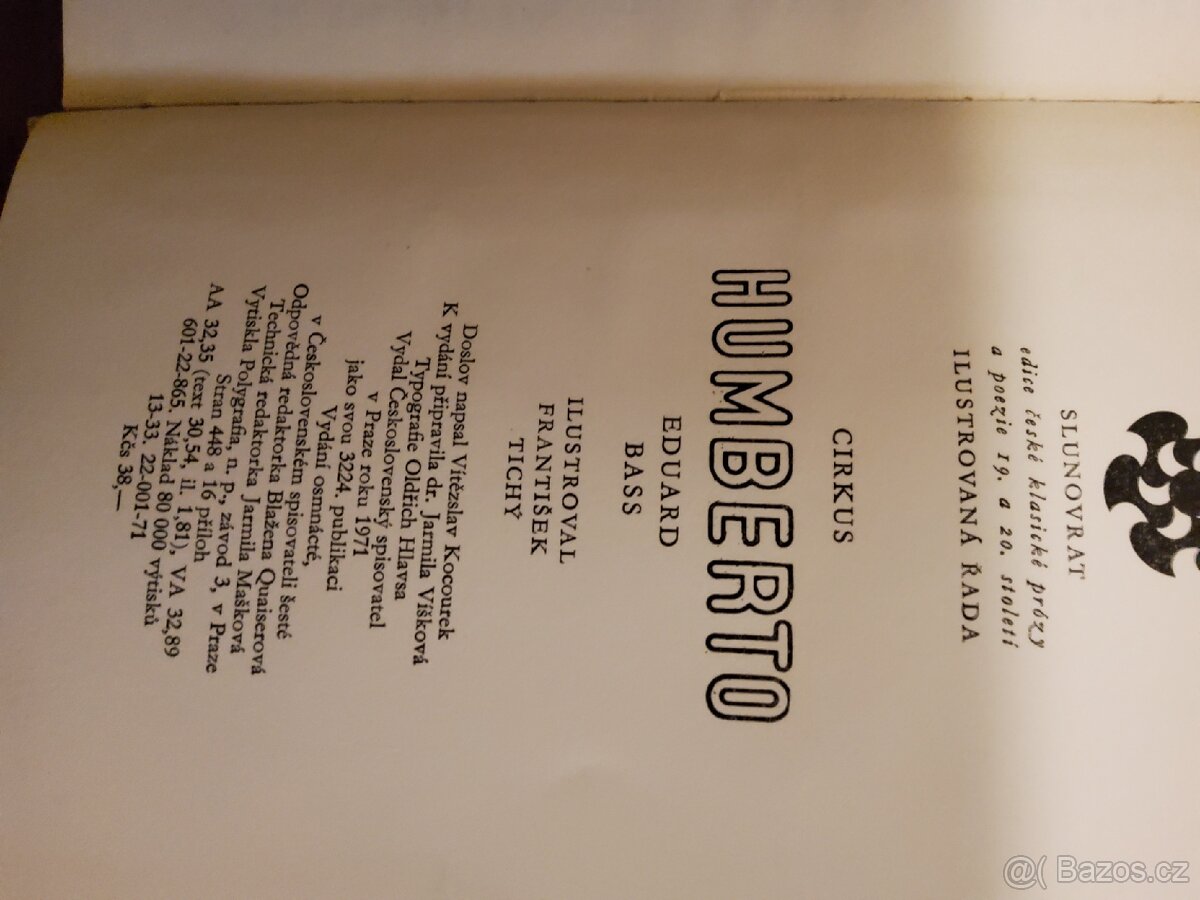 SLUNOVRAT
edice české klasické prózy
a poezie 19. a 20. století
ILUSTROVANÁ ŘADA
CIRKUS
HUMBERTO
EDUARD
BASS
ILUSTROVAL
FRANTIŠEK
TICHÝ
Doslov napsal Vítězslav Kocourek
K vydání připravila dr. Jarmila Víšková
Typografie Oldřich Hlavsa
Vydal Československý spisovatel
v Praze roku 1971
jako svou 3224. publikaci
Vydání osmnácté,
v Československém spisovateli šesté
Odpovědná redaktorka Blažena Quaiserová
Technická redaktorka Jarmila Mašková
Vytiskla Polygrafia, n. p., závod 3, v Praze
Stran 448 a 16 příloh
AA 32,35 (text 30,54, il. 1,81), VA 32,89
601-22-865. Náklad 80 000 výtisků
13-33. 22-001-71
Kčs 38,—
@( Bazos.cz